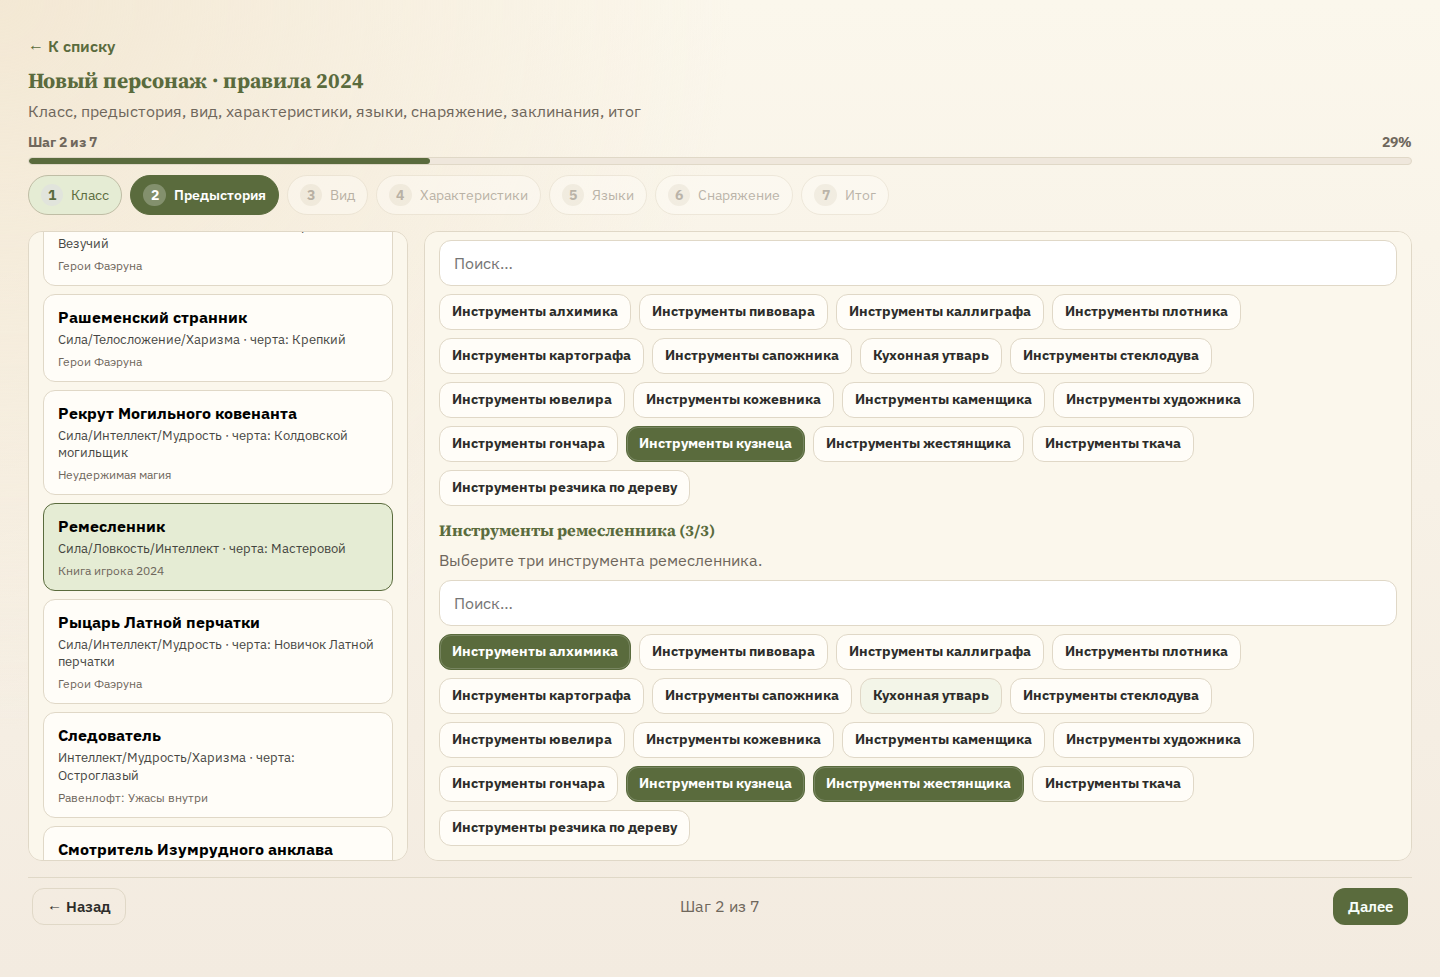 ← К списку
Новый персонаж · правила 2024
Класс, предыстория, вид, характеристики, языки, снаряжение, заклинания, итог
Шаг 2 из 7
29%
1 Класс
2 Предыстория
3 Вид
4 Характеристики
5 Языки
6 Снаряжение
7 Итог
Везучий
Герои Фаэруна
Рашеменский странник
Сила/Телосложение/Харизма · черта: Крепкий
Герои Фаэруна
Рекрут Могильного ковенанта
Сила/Интеллект/Мудрость · черта: Колдовской
могильщик
Неудержимая магия
Ремесленник
Сила/Ловкость/Интеллект · черта: Мастеровой
Книга игрока 2024
Рыцарь Латной перчатки
Сила/Интеллект/Мудрость · черта: Новичок Латной
перчатки
Герои Фаэруна
Следователь
Интеллект/Мудрость/Харизма · черта:
Остроглазый
Равенлофт: Ужасы внутри
Смотритель Изумрудного анклава
Поиск...
Инструменты алхимика Инструменты пивовара Инструменты каллиграфа Инструменты плотника
Инструменты картографа Инструменты сапожника Кухонная утварь Инструменты стеклодува
Инструменты ювелира Инструменты кожевника Инструменты каменщика Инструменты художника
Инструменты гончара Инструменты кузнеца Инструменты жестянщика Инструменты ткача
Инструменты резчика по дереву
Инструменты ремесленника (3/3)
Выберите три инструмента ремесленника.
Поиск...
Инструменты алхимика Инструменты пивовара Инструменты каллиграфа Инструменты плотника
Инструменты картографа Инструменты сапожника Кухонная утварь Инструменты стеклодува
Инструменты ювелира Инструменты кожевника Инструменты каменщика Инструменты художника
Инструменты гончара Инструменты кузнеца Инструменты жестянщика Инструменты ткача
Инструменты резчика по дереву
← Назад
Шаг 2 из 7
Далее